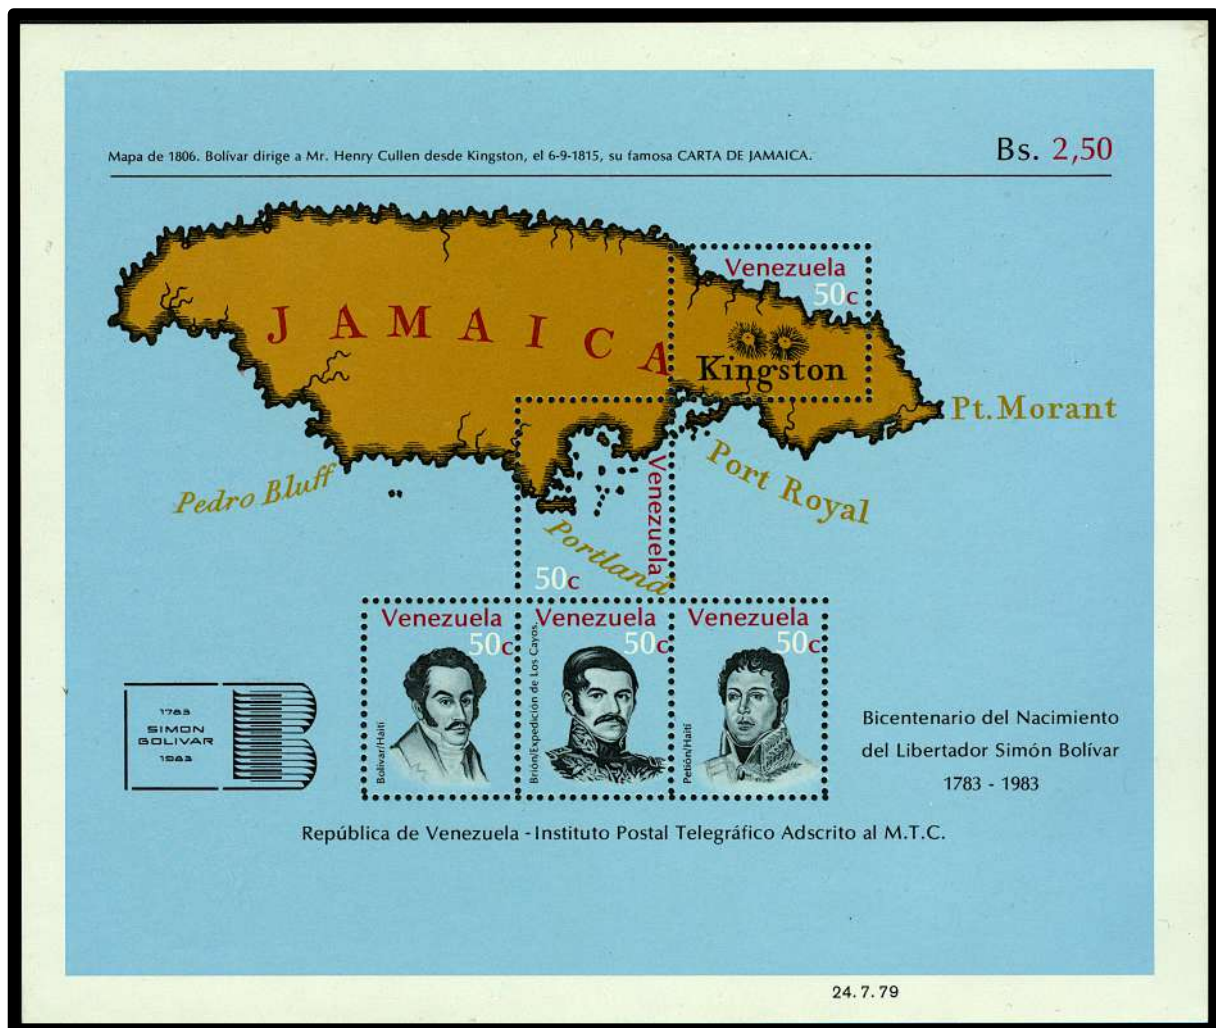 Mapa de 1806. Bolívar dirige a Mr. Henry Cullen desde Kingston, el 6-9-1815, su famosa CARTA DE JAMAICA.
Bs. 2,50
Venezuela
50c
JAMAICA
Kingston
Pt. Morant
Pedro Bluff
Port Royal
Venezuela
Portland
50c
Venezuela
50c
Bolívar/Haití
Venezuela
50c
Brión/Expedición de Los Cayos.
Venezuela
50c
Petión/Haití
1783
SIMON
BOLIVAR
1983
Bicentenario del Nacimiento
del Libertador Simón Bolívar
1783 - 1983
República de Venezuela - Instituto Postal Telegráfico Adscrito al M.T.C.
24.7.79